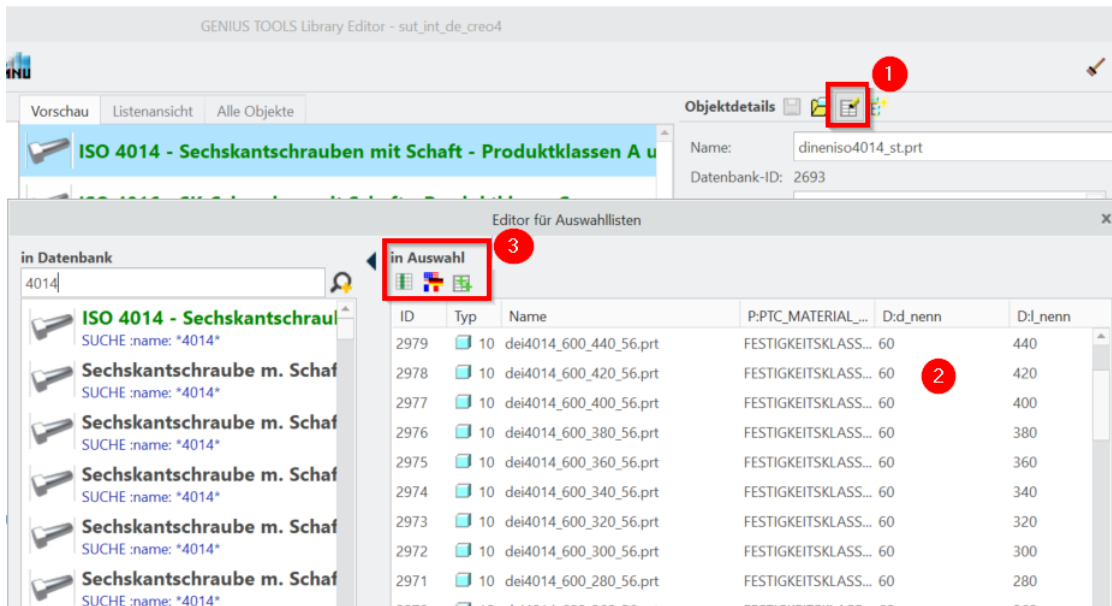 GENIUS TOOLS Library Editor - sut_int_de_creo4
MNU
1
Vorschau Listenansicht Alle Objekte
Objektdetails
ISO 4014 - Sechskantschrauben mit Schaft - Produktklassen A u
Name: dineniso4014_st.prt
Datenbank-ID: 2693
Editor für Auswahllisten x
in Datenbank
in Auswahl
3
4014
ISO 4014 - Sechskantschraul
SUCHE :name: *4014*
Sechskantschraube m. Schaf
SUCHE :name: *4014*
Sechskantschraube m. Schaf
SUCHE :name: *4014*
Sechskantschraube m. Schaf
SUCHE :name: *4014*
Sechskantschraube m. Schaf
SUCHE :name: *4014*
Sechskantschraube m. Schaf
SUCHE :name: *4014*
ID Typ Name P:PTC_MATERIAL_... D:d_nenn D:l_nenn
2979 10 dei4014_600_440_56.prt FESTIGKEITSKLASS... 60 440
2978 10 dei4014_600_420_56.prt FESTIGKEITSKLASS... 60 420
2977 10 dei4014_600_400_56.prt FESTIGKEITSKLASS... 60 400
2976 10 dei4014_600_380_56.prt FESTIGKEITSKLASS... 60 380
2975 10 dei4014_600_360_56.prt FESTIGKEITSKLASS... 60 360
2974 10 dei4014_600_340_56.prt FESTIGKEITSKLASS... 60 340
2973 10 dei4014_600_320_56.prt FESTIGKEITSKLASS... 60 320
2972 10 dei4014_600_300_56.prt FESTIGKEITSKLASS... 60 300
2971 10 dei4014_600_280_56.prt FESTIGKEITSKLASS... 60 280
2